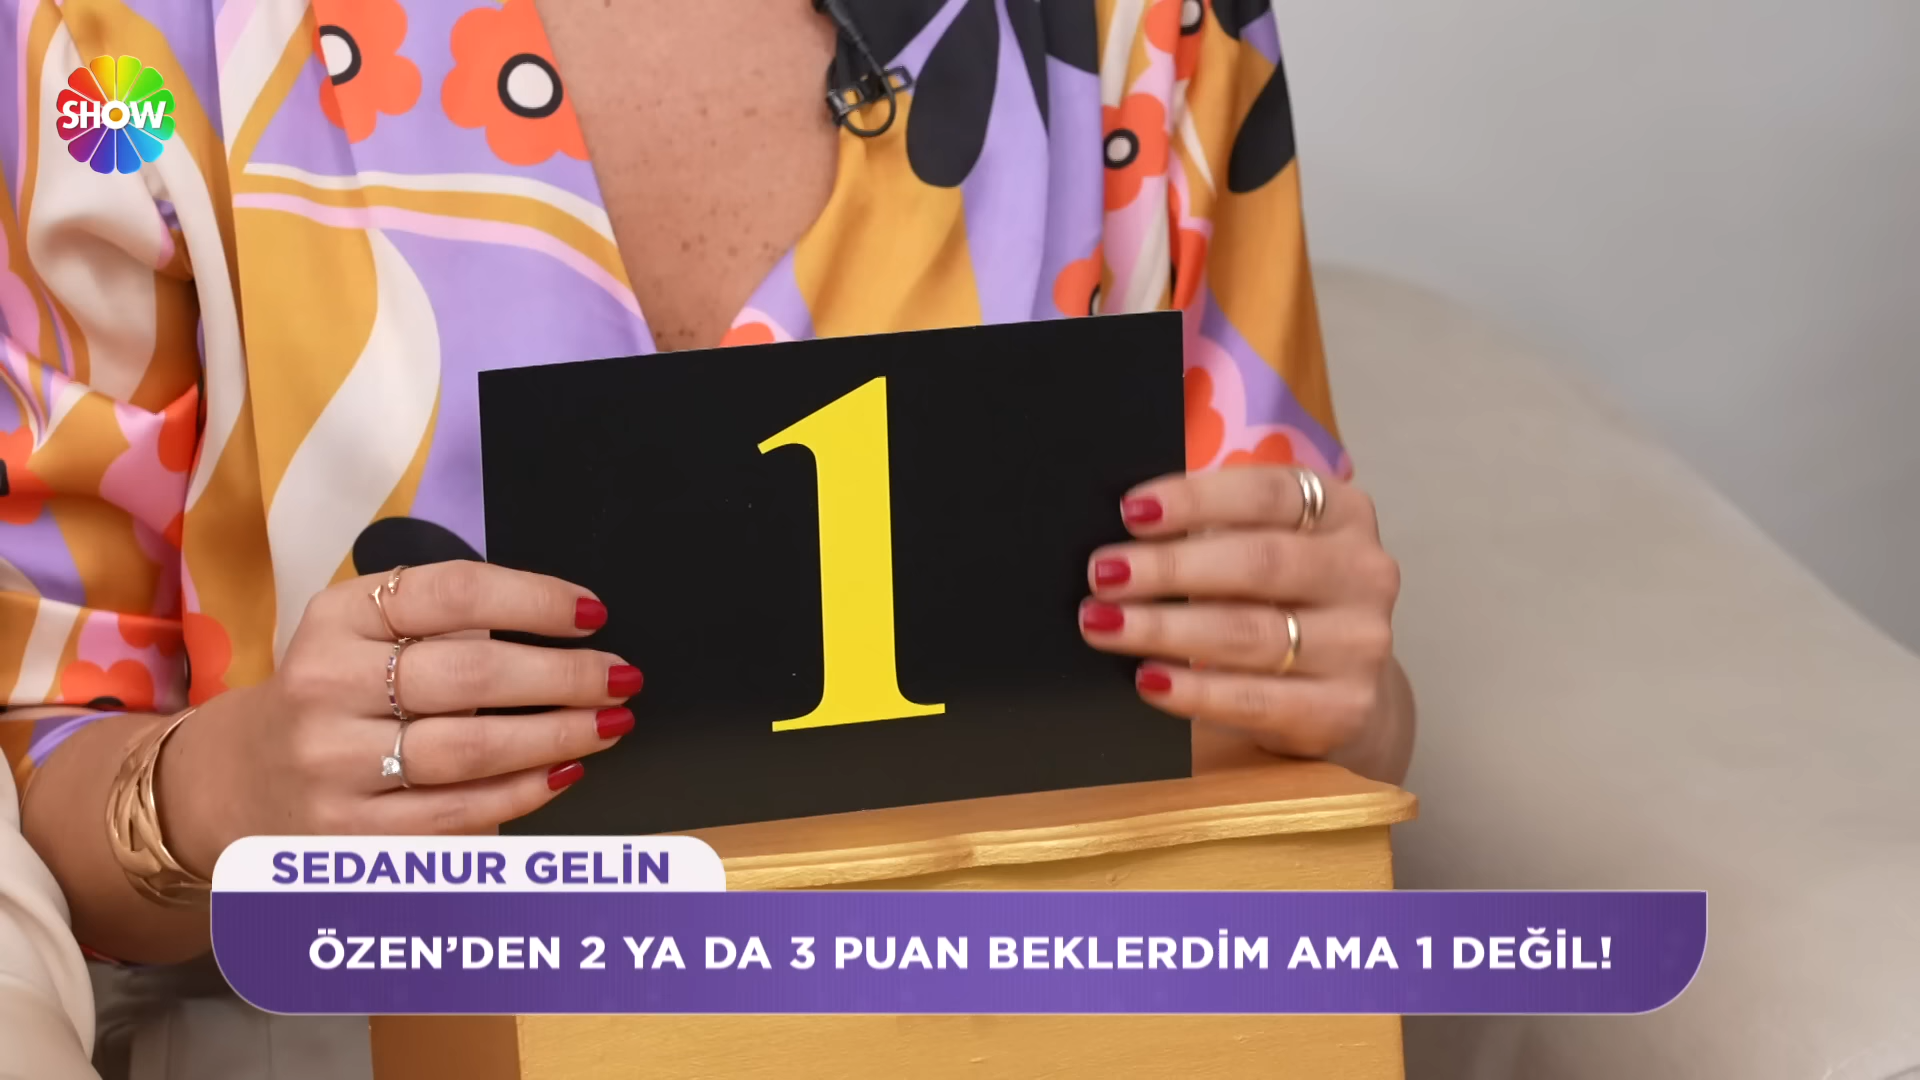 SHOW
1
SEDANUR GELİN
ÖZEN'DEN 2 YA DA 3 PUAN BEKLERDİM AMA 1 DEĞİL!